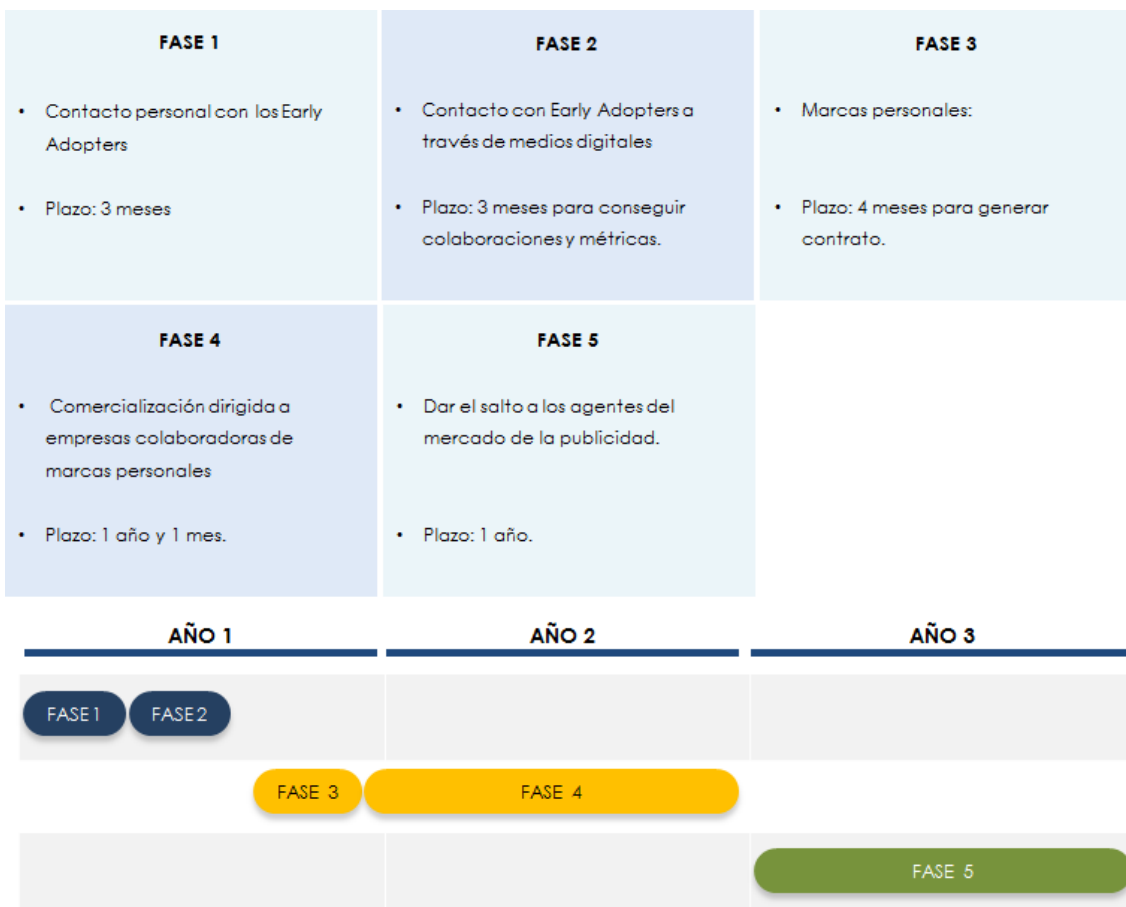 FASE 1
• Contacto personal con los Early
Adopters
• Plazo: 3 meses
FASE 2
• Contacto con Early Adopters a
través de medios digitales
• Plazo: 3 meses para conseguir
colaboraciones y métricas.
FASE 3
• Marcas personales:
• Plazo: 4 meses para generar
contrato.
FASE 4
• Comercialización dirigida a
empresas colaboradoras de
marcas personales
• Plazo: 1 año y 1 mes.
FASE 5
• Dar el salto a los agentes del
mercado de la publicidad.
• Plazo: 1 año.
AÑO 1 AÑO 2 AÑO 3
FASE 1 FASE 2
FASE 3 FASE 4
FASE 5